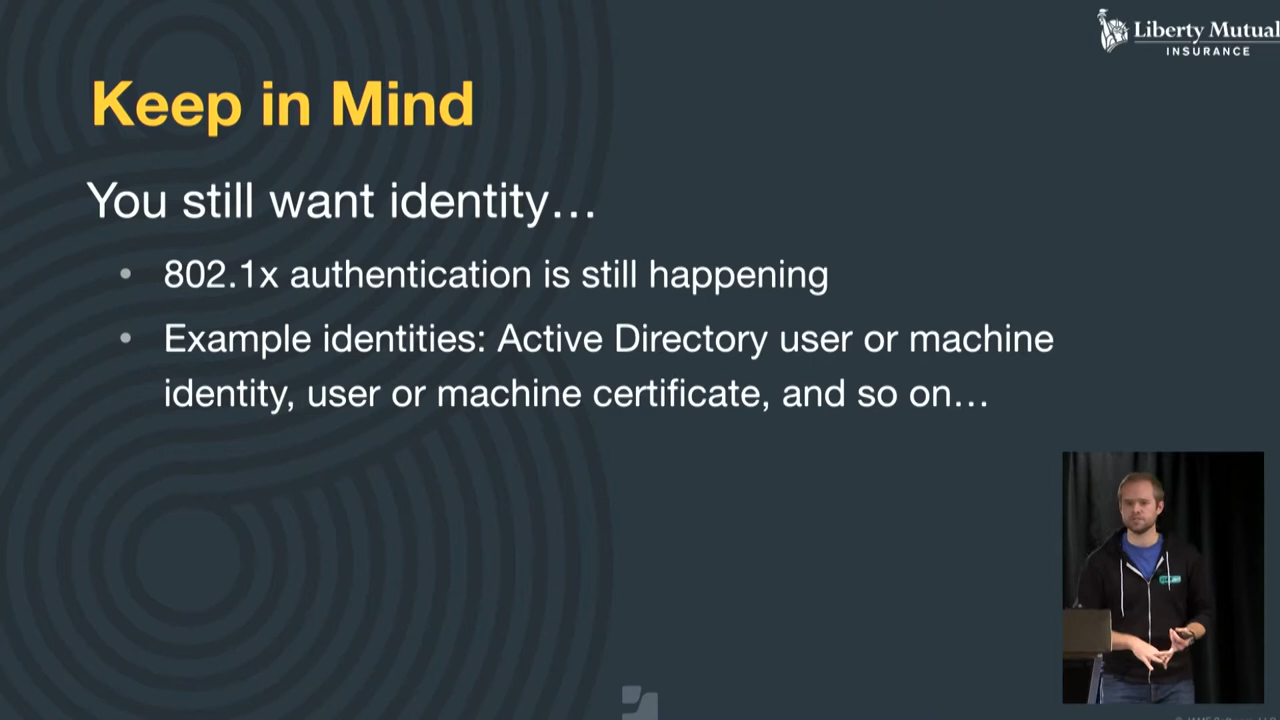 Liberty Mutual
INSURANCE
Keep in Mind
You still want identity…
• 802.1x authentication is still happening
• Example identities: Active Directory user or machine
identity, user or machine certificate, and so on…